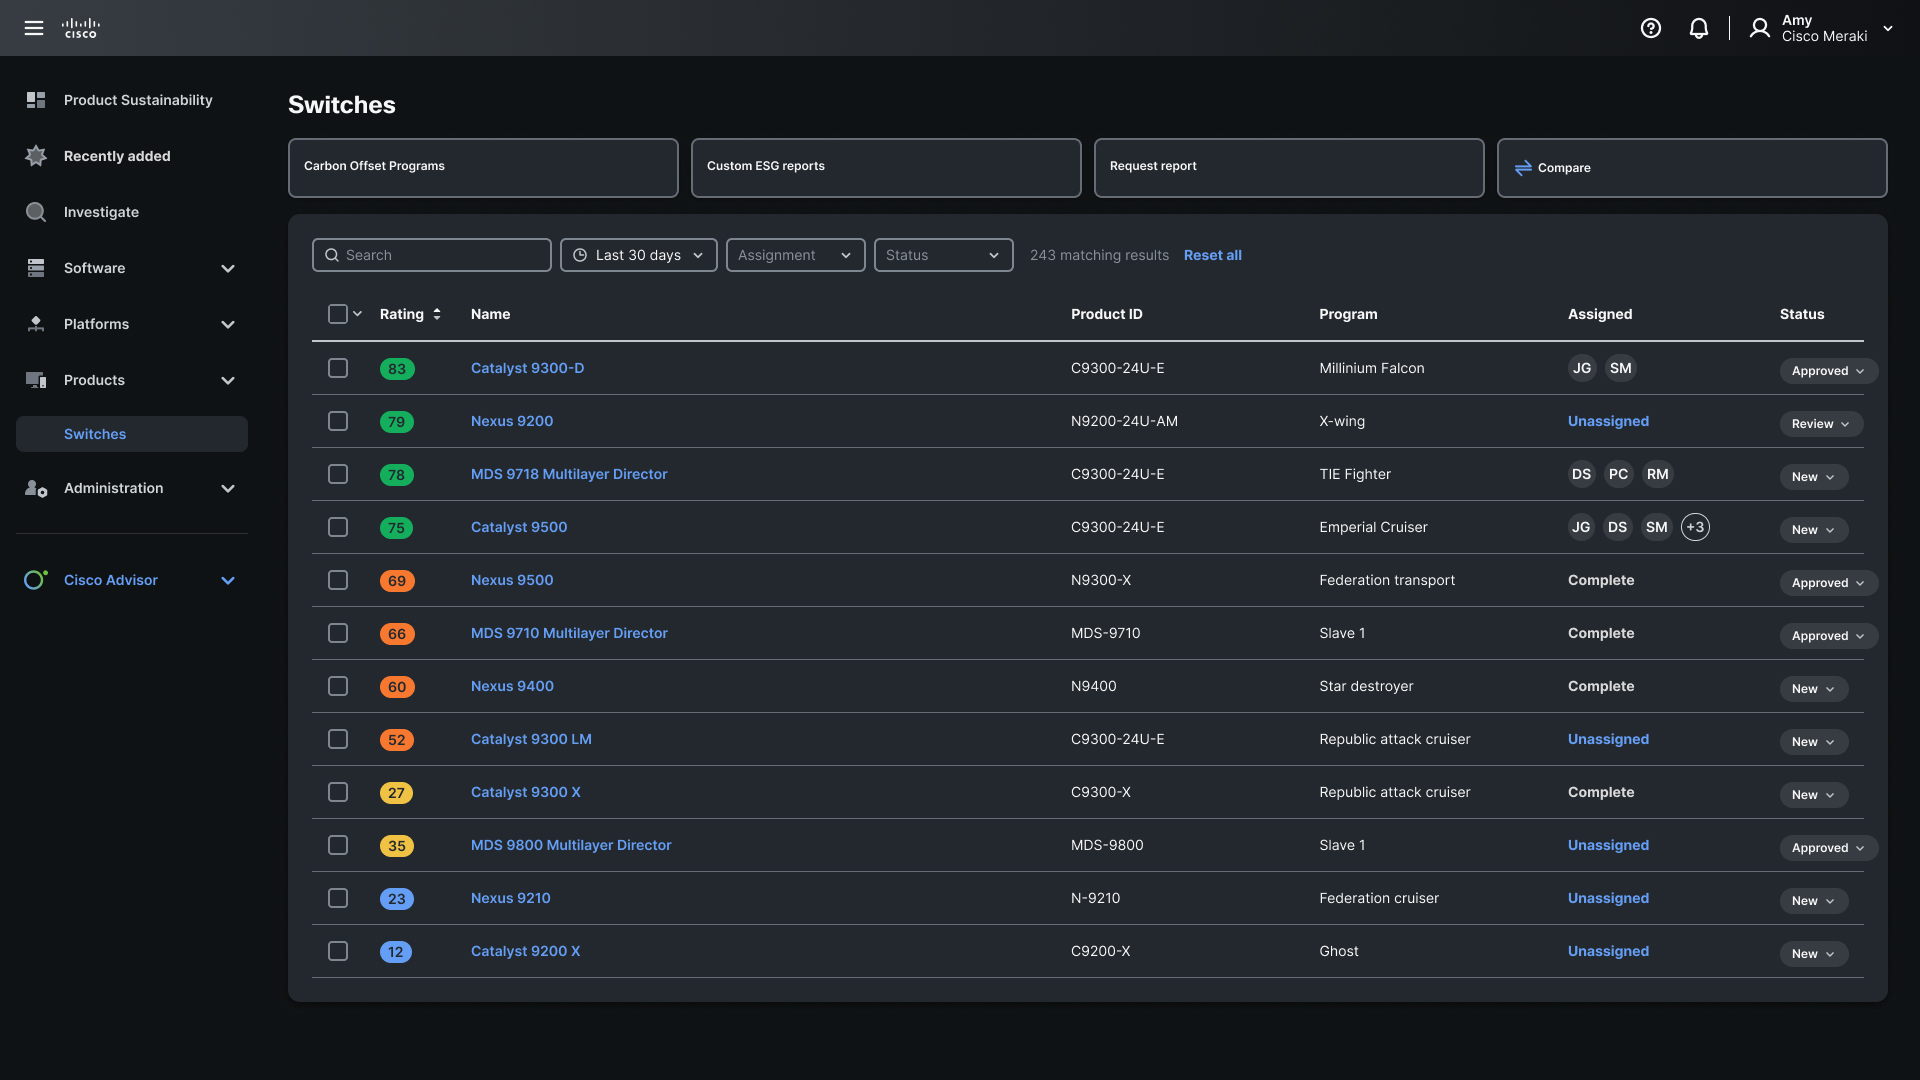 CISCO
Amy
Cisco Meraki
Product Sustainability
Recently added
Investigate
Software
Platforms
Products
Switches
Administration
Cisco Advisor
Switches
Carbon Offset Programs
Custom ESG reports
Request report
Compare
Search
Last 30 days
Assignment
Status
243 matching results
Reset all
Rating Name Product ID Program Assigned Status
83 Catalyst 9300-D C9300-24U-E Millinium Falcon JG SM Approved
79 Nexus 9200 N9200-24U-AM X-wing Unassigned Review
78 MDS 9718 Multilayer Director C9300-24U-E TIE Fighter DS PC RM New
75 Catalyst 9500 C9300-24U-E Emperial Cruiser JG DS SM +3 New
69 Nexus 9500 N9300-X Federation transport Complete Approved
66 MDS 9710 Multilayer Director MDS-9710 Slave 1 Complete Approved
60 Nexus 9400 N9400 Star destroyer Complete New
52 Catalyst 9300 LM C9300-24U-E Republic attack cruiser Unassigned New
27 Catalyst 9300 X C9300-X Republic attack cruiser Complete New
35 MDS 9800 Multilayer Director MDS-9800 Slave 1 Unassigned Approved
23 Nexus 9210 N-9210 Federation cruiser Unassigned New
12 Catalyst 9200 X C9200-X Ghost Unassigned New